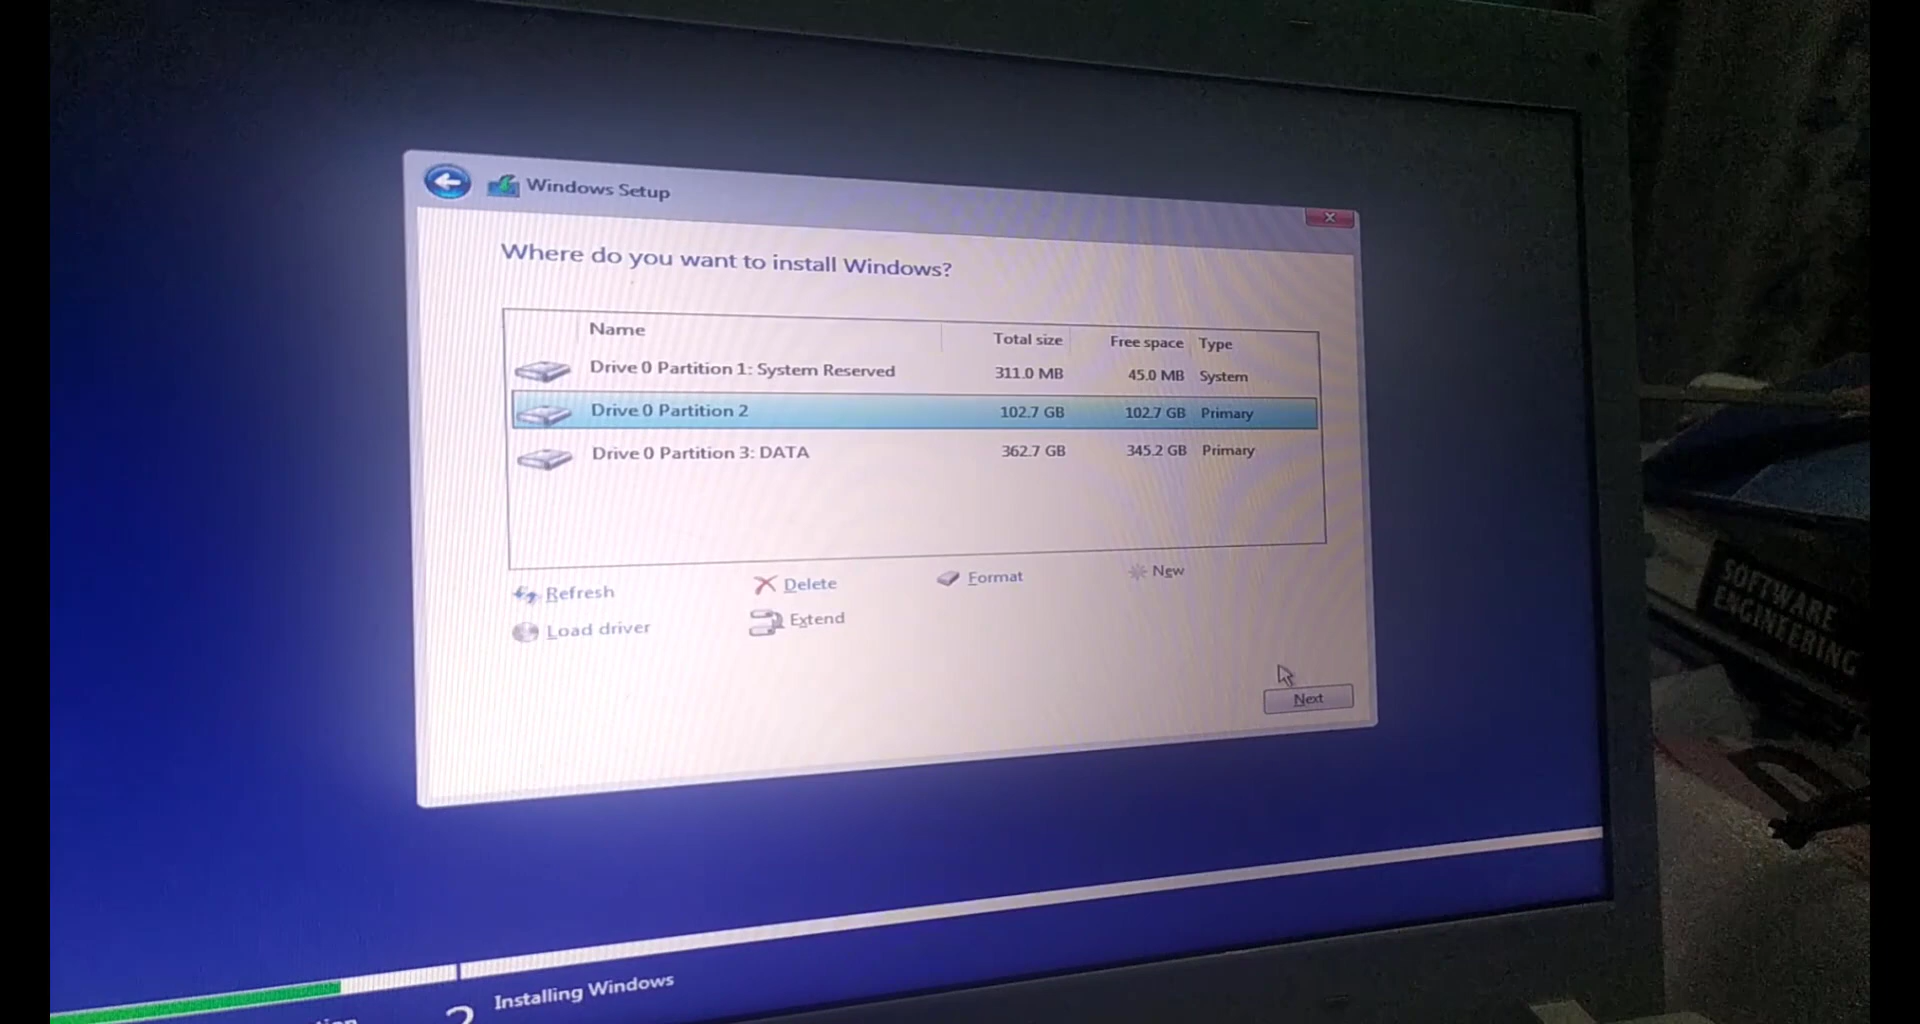 Windows Setup
Where do you want to install Windows?
Name Total size Free space Type
Drive 0 Partition 1: System Reserved 311.0 MB 45.0 MB System
Drive 0 Partition 2 102.7 GB 102.7 GB Primary
Drive 0 Partition 3: DATA 362.7 GB 345.2 GB Primary
Refresh Delete Format New
Load driver Extend
Next
2 Installing Windows
SOFTWARE
ENGINEERING